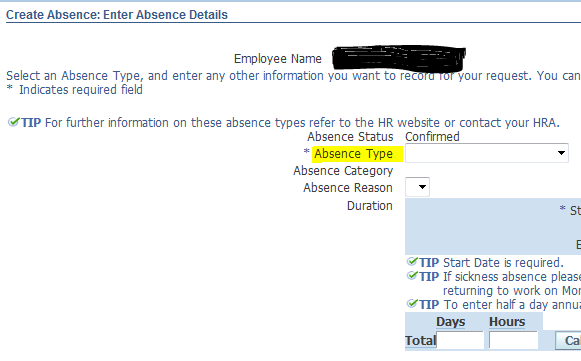 Create Absence: Enter Absence Details
Employee Name
Select an Absence Type, and enter any other information you want to record for your request. You can
* Indicates required field
TIP For further information on these absence types refer to the HR website or contact your HRA.
Absence Status Confirmed
* Absence Type
Absence Category
Absence Reason
Duration
* St
E
TIP Start Date is required.
TIP If sickness absence please
returning to work on Mon
TIP To enter half a day annua
Days Hours
Total
Cal